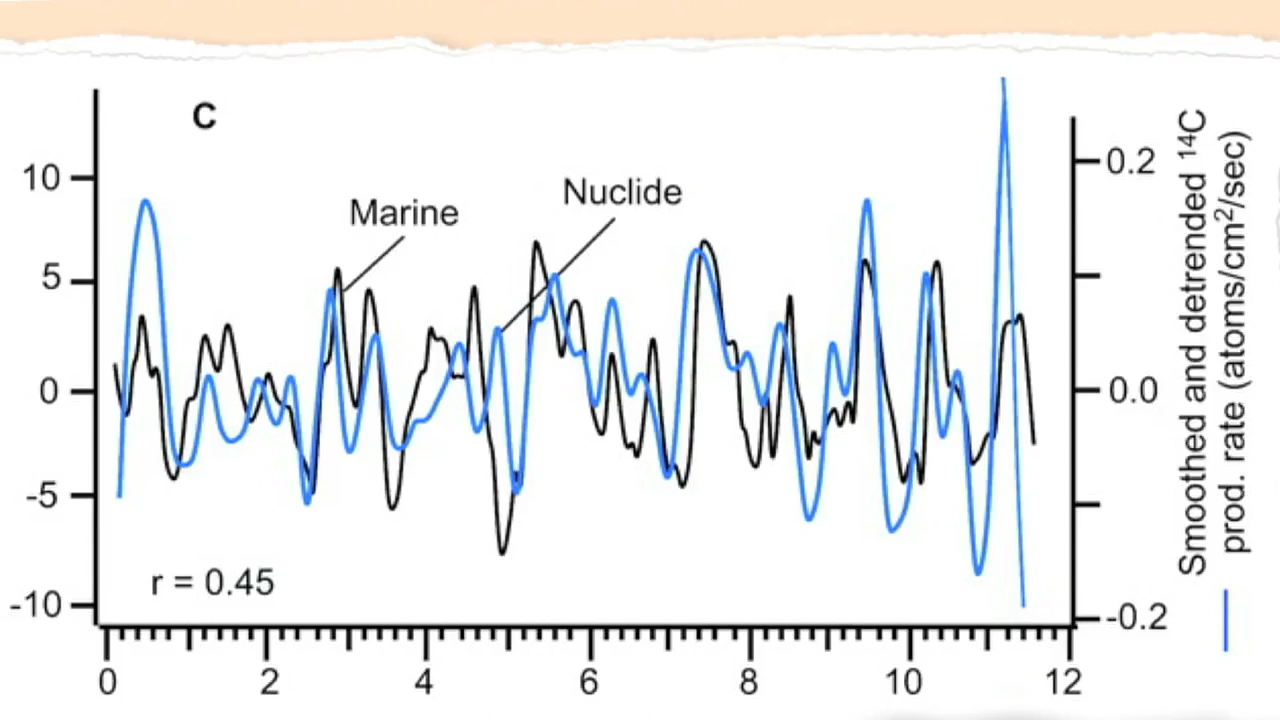 C
Marine
Nuclide
10
5
0
-5
-10
r = 0.45
0.2
0.0
-0.2
Smoothed and detrended ¹⁴C
prod. rate (atoms/cm²/sec)
0 2 4 6 8 10 12